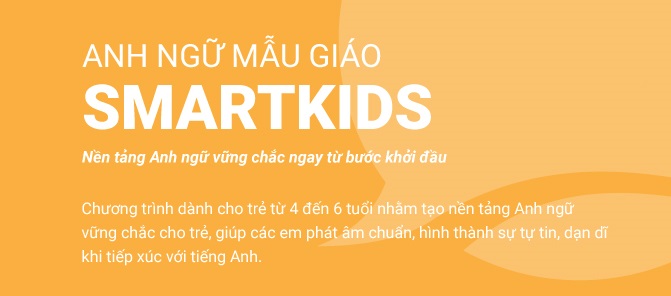 ANH NGỮ MẪU GIÁO
SMARTKIDS
Nền tảng Anh ngữ vững chắc ngay từ bước khởi đầu
Chương trình dành cho trẻ từ 4 đến 6 tuổi nhằm tạo nền tảng Anh ngữ
vững chắc cho trẻ, giúp các em phát âm chuẩn, hình thành sự tự tin, dạn dĩ
khi tiếp xúc với tiếng Anh.